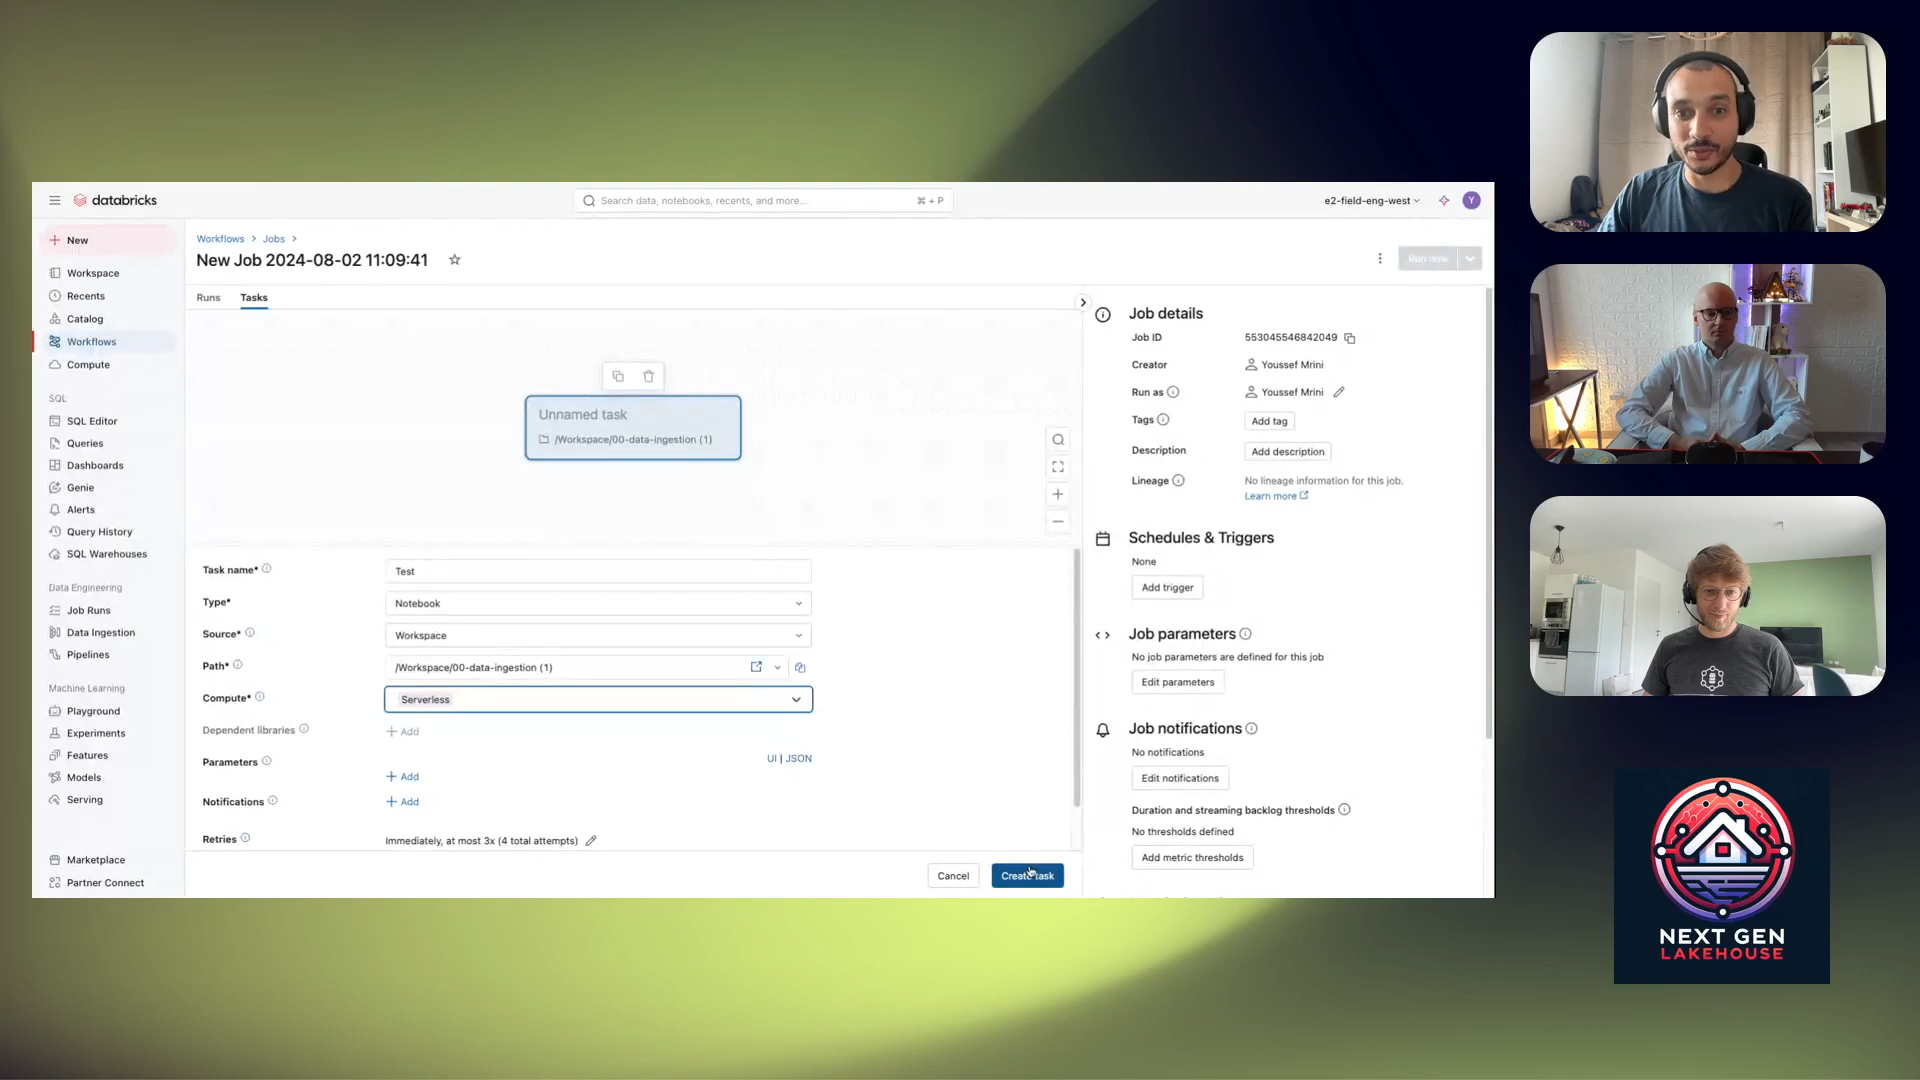 databricks
Search data, notebooks, recents, and more...
⌘ + P
e2-field-eng-west
Y
New
Workspace
Recents
Catalog
Workflows
Compute
SQL
SQL Editor
Queries
Dashboards
Genie
Alerts
Query History
SQL Warehouses
Data Engineering
Job Runs
Data Ingestion
Pipelines
Machine Learning
Playground
Experiments
Features
Models
Serving
Marketplace
Partner Connect
Workflows > Jobs >
New Job 2024-08-02 11:09:41
Run now
Runs
Tasks
Unnamed task
/Workspace/00-data-ingestion (1)
Task name*
Test
Type*
Notebook
Source*
Workspace
Path*
/Workspace/00-data-ingestion (1)
Compute*
Serverless
Dependent libraries
+ Add
Parameters
UI | JSON
+ Add
Notifications
+ Add
Retries
Immediately, at most 3x (4 total attempts)
Cancel
Create task
Job details
Job ID
553045546842049
Creator
Youssef Mrini
Run as
Youssef Mrini
Tags
Add tag
Description
Add description
Lineage
No lineage information for this job.
Learn more
Schedules & Triggers
None
Add trigger
Job parameters
No job parameters are defined for this job
Edit parameters
Job notifications
No notifications
Edit notifications
Duration and streaming backlog thresholds
No thresholds defined
Add metric thresholds
NEXT GEN
LAKEHOUSE